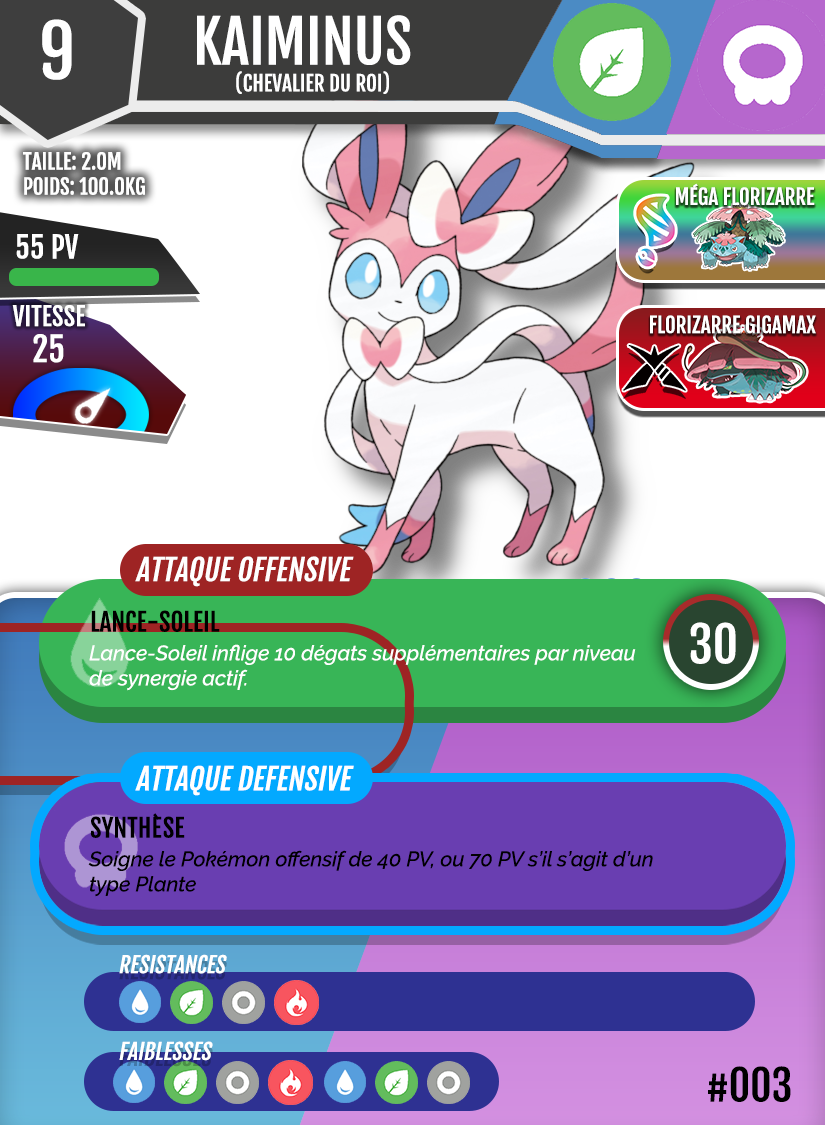 9
KAIMINUS
(CHEVALIER DU ROI)
TAILLE: 2.0M
POIDS: 100.0KG
55 PV
VITESSE
25
MÉGA FLORIZARRE
FLORIZARRE GIGAMAX
ATTAQUE OFFENSIVE
LANCE-SOLEIL
Lance-Soleil inflige 10 dégats supplémentaires par niveau
de synergie actif.
30
ATTAQUE DEFENSIVE
SYNTHÈSE
Soigne le Pokémon offensif de 40 PV, ou 70 PV s'il s'agit d'un
type Plante
RESISTANCES
FAIBLESSES
#003